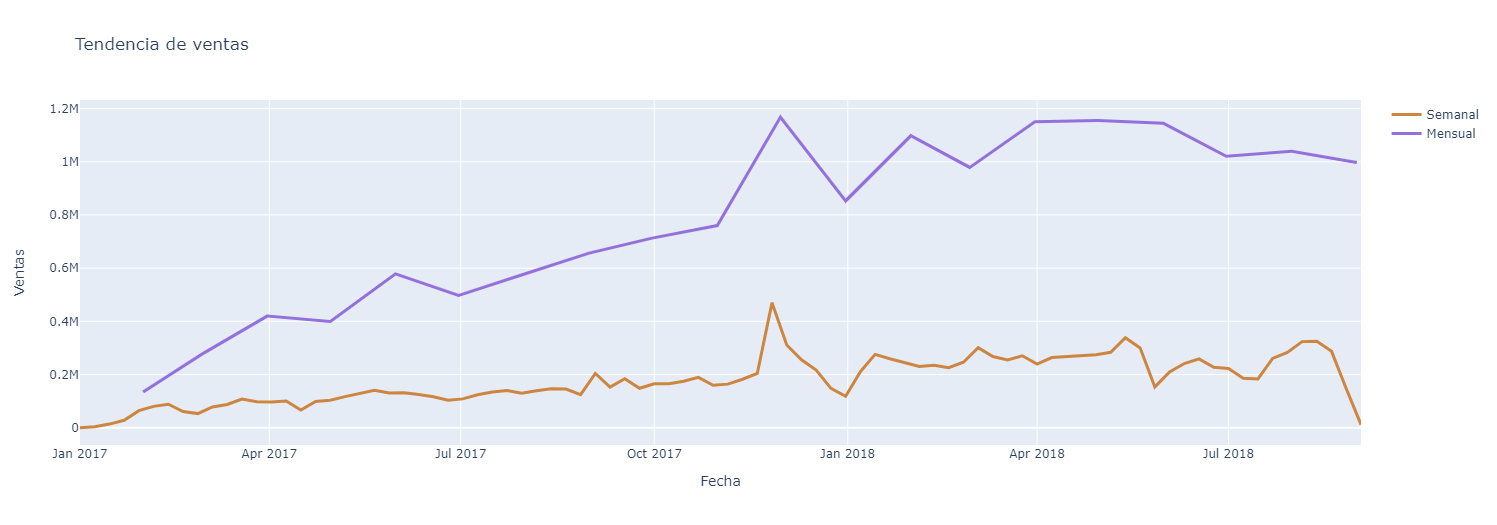 Tendencia de ventas
1.2M
1M
0.8M
0.6M
0.4M
0.2M
0
Ventas
Jan 2017
Apr 2017
Jul 2017
Oct 2017
Jan 2018
Apr 2018
Jul 2018
Fecha
Semanal
Mensual